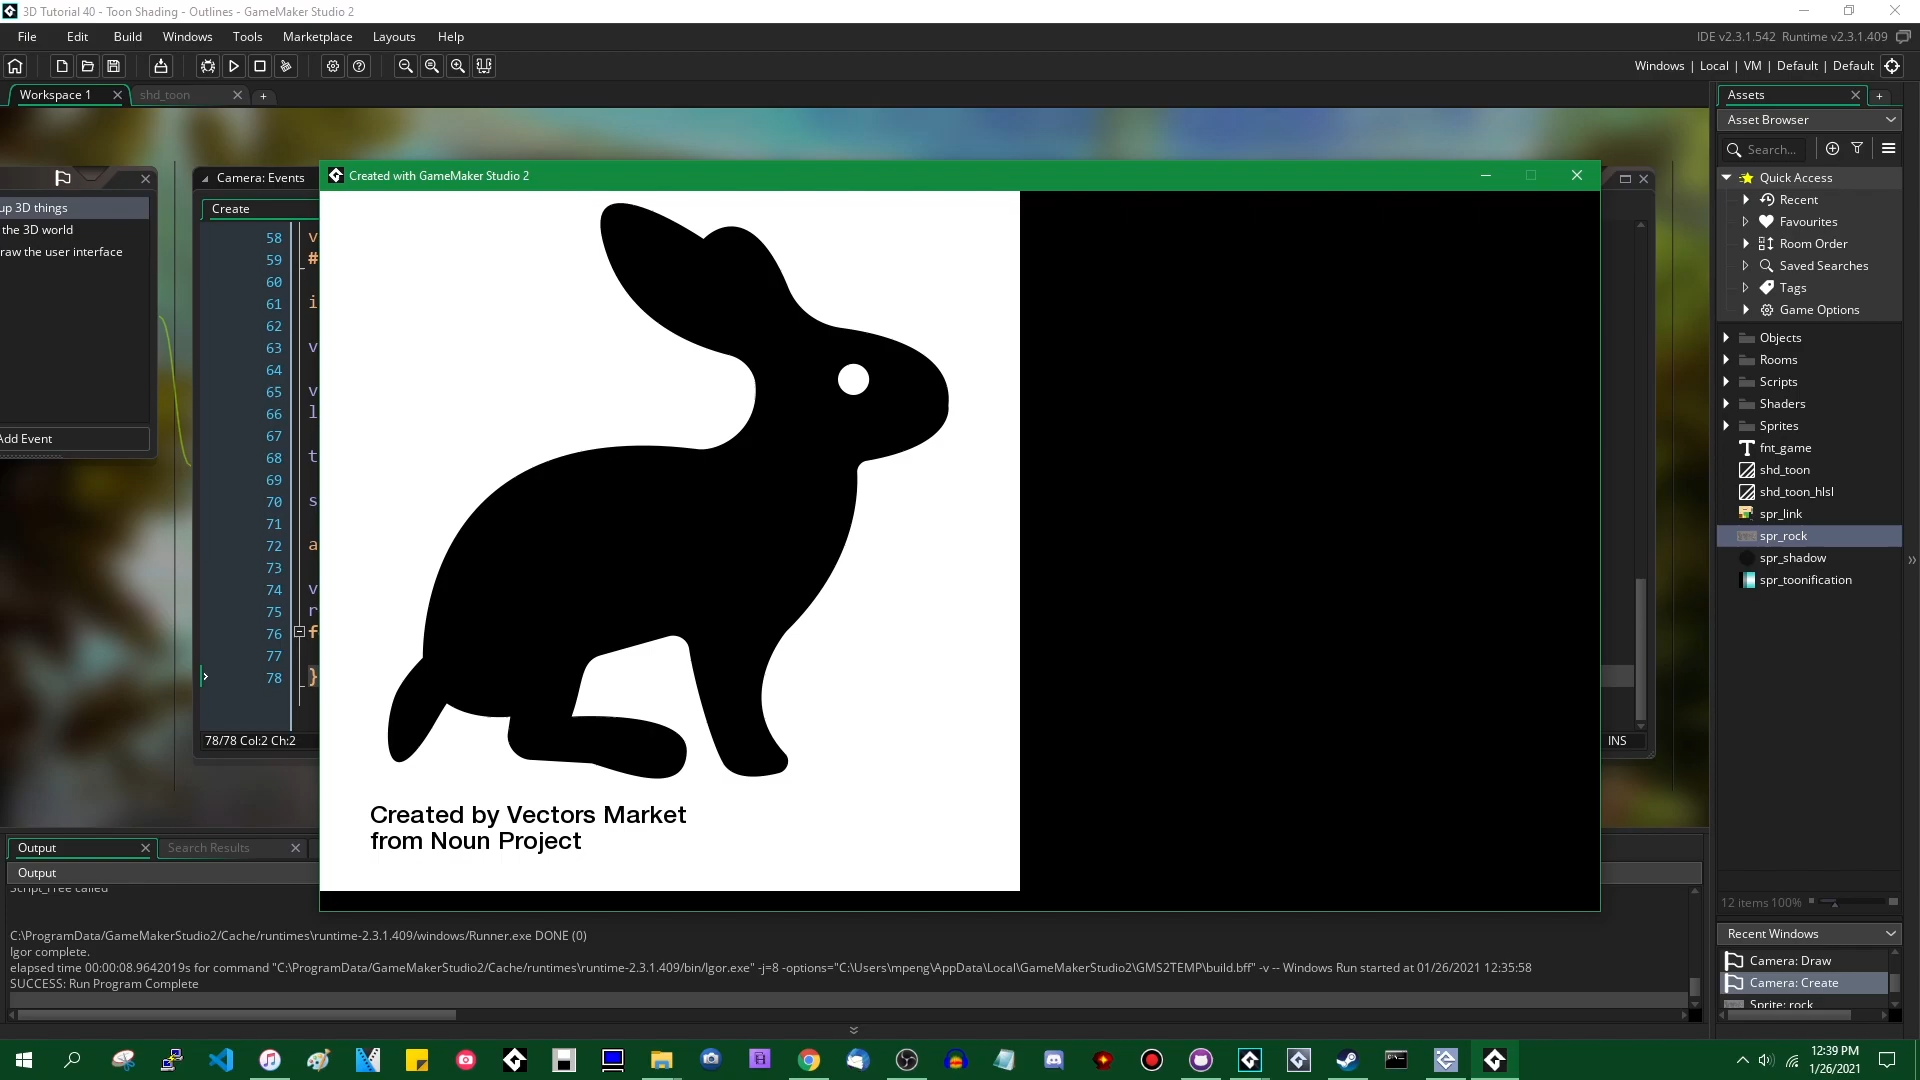 3D Tutorial 40 - Toon Shading - Outlines - GameMaker Studio 2
File Edit Build Windows Tools Marketplace Layouts Help
IDE v2.3.1.542 Runtime v2.3.1.409
Windows | Local | VM | Default | Default
Workspace 1
shd_toon
Assets
Asset Browser
Search...
Quick Access
Recent
Favourites
Room Order
Saved Searches
Tags
Game Options
Objects
Rooms
Scripts
Shaders
Sprites
fnt_game
shd_toon
shd_toon_hlsl
spr_link
spr_rock
spr_shadow
spr_toonification
12 items 100%
Recent Windows
Camera: Draw
Camera: Create
Sprite: rock
up 3D things
the 3D world
raw the user interface
Add Event
Camera: Events
Create
58 v
59 #
60
61 i
62
63 v
64
65 v
66 l
67
68 t
69
70 s
71
72 a
73
74 v
75 r
76 f
77
78 }
78/78 Col:2 Ch:2
INS
Created with GameMaker Studio 2
Created by Vectors Market
from Noun Project
Output
Search Results
Output
Script_Free called
C:\ProgramData/GameMakerStudio2/Cache/runtimes\runtime-2.3.1.409/windows/Runner.exe DONE (0)
Igor complete.
elapsed time 00:00:08.9642019s for command "C:\ProgramData/GameMakerStudio2/Cache/runtimes\runtime-2.3.1.409/bin/Igor.exe" -j=8 -options="C:\Users\mpeng\AppData\Local\GameMakerStudio2\GMS2TEMP\build.bff" -v -- Windows Run started at 01/26/2021 12:35:58
SUCCESS: Run Program Complete
12:39 PM
1/26/2021